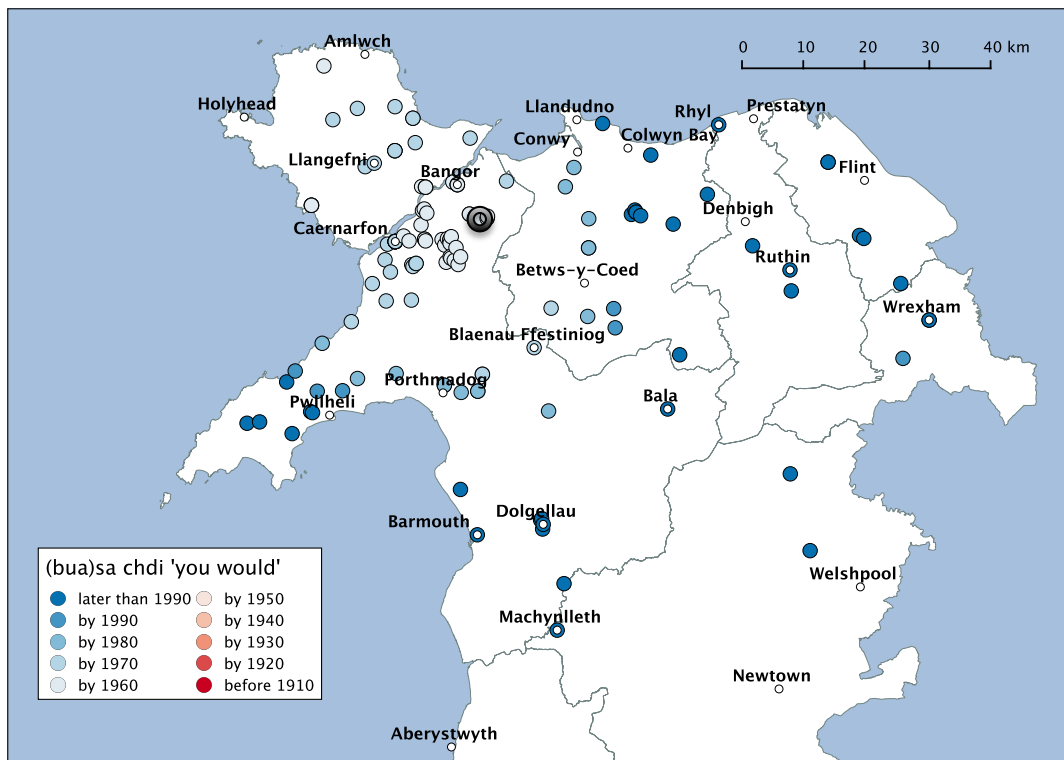 Amlwch
0 10 20 30 40 km
Holyhead
Llandudno
Rhyl
Prestatyn
Conwy
Colwyn Bay
Llangefni
Bangor
Flint
Denbigh
Caernarfon
Ruthin
Betws-y-Coed
Wrexham
Blaenau Ffestiniog
Porthmadog
Pwllheli
Bala
Dolgellau
Barmouth
(bua)sa chdi 'you would'
later than 1990
by 1990
by 1980
by 1970
by 1960
by 1950
by 1940
by 1930
by 1920
before 1910
Welshpool
Machynlleth
Newtown
Aberystwyth